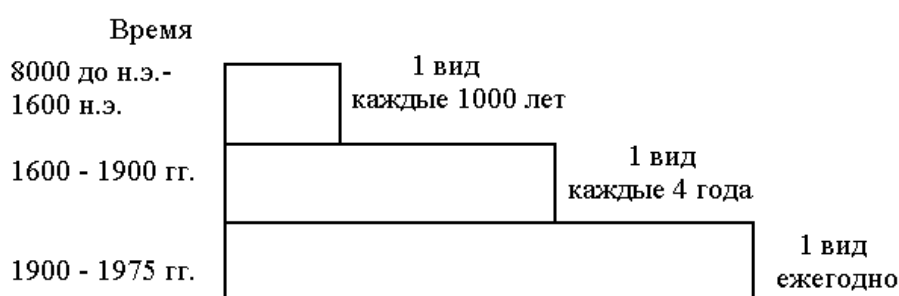 Время
8000 до н.э.-
1600 н.э.
1 вид
каждые 1000 лет
1600 - 1900 гг.
1 вид
каждые 4 года
1900 - 1975 гг.
1 вид
ежегодно